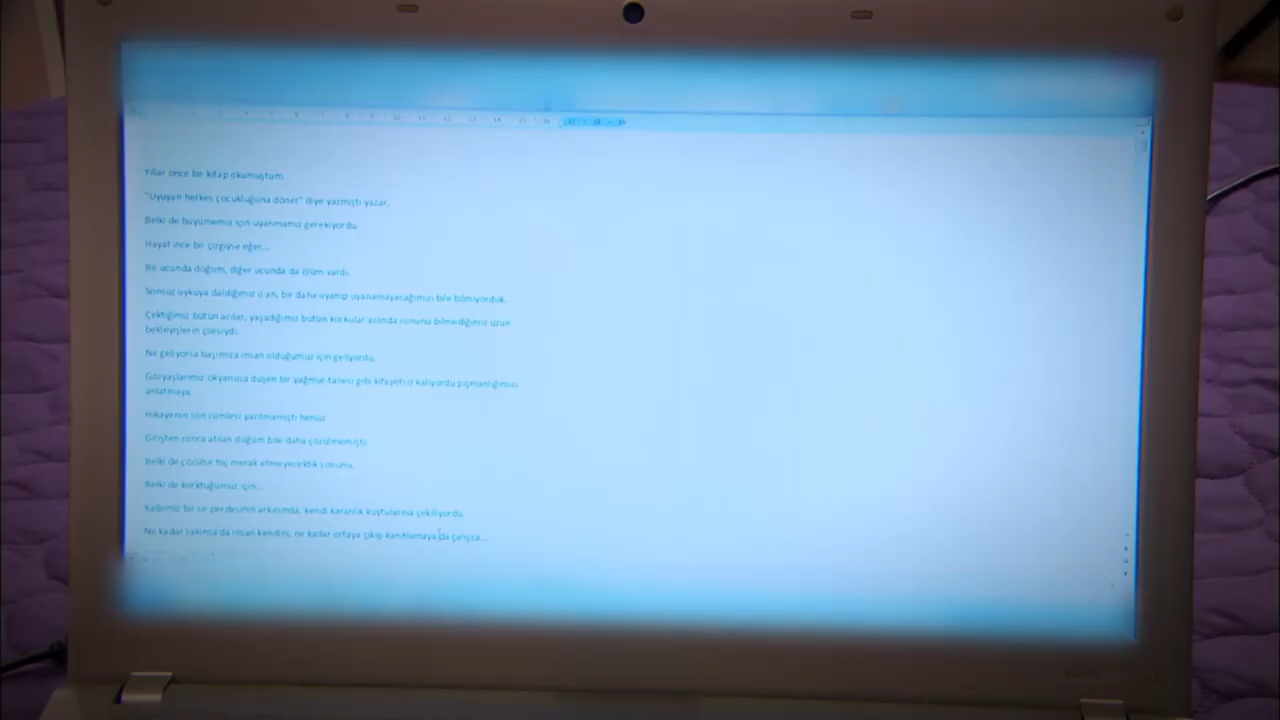 Yıllar önce bir kitap okumuştum.
"Uyuyan herkes çocukluğuna döner" diye yazmıştı yazar.
Belki de büyümemiz için uyanmamız gerekiyordu.
Hayat ince bir çizgiyse eğer...
Bir ucunda doğum, diğer ucunda da ölüm vardı.
Sonsuz uykuya daldığımız o an, bir daha uyanıp uyanamayacağımızı bile bilmiyorduk.
Çektiğimiz bütün acılar, yaşadığımız bütün korkular aslında sonunu bilmediğimiz uzun
bekleyişlerin
Ne geliyorsa başımıza insan olduğumuz için geliyordu.
Gözyaşlarımız okyanusa düşen bir yağmur tanesi gibi kifayetsiz kalıyordu pişmanlığımızı
anlatmaya.
Hikayenin son cümlesi yazılmamıştı henüz.
Girişten sonra atılan düğüm bile daha çözülmemişti.
Belki de çözülse hiç merak etmeyecektik sonunu.
Belki de korktuğumuz için...
Kalbimiz bir sır perdesinin arkasında, kendi karanlık kuytularına çekiliyordu.
Ne kadar sakınsa da insan kendini, ne kadar ortaya çıkıp kanıtlamaya da çalışsa...